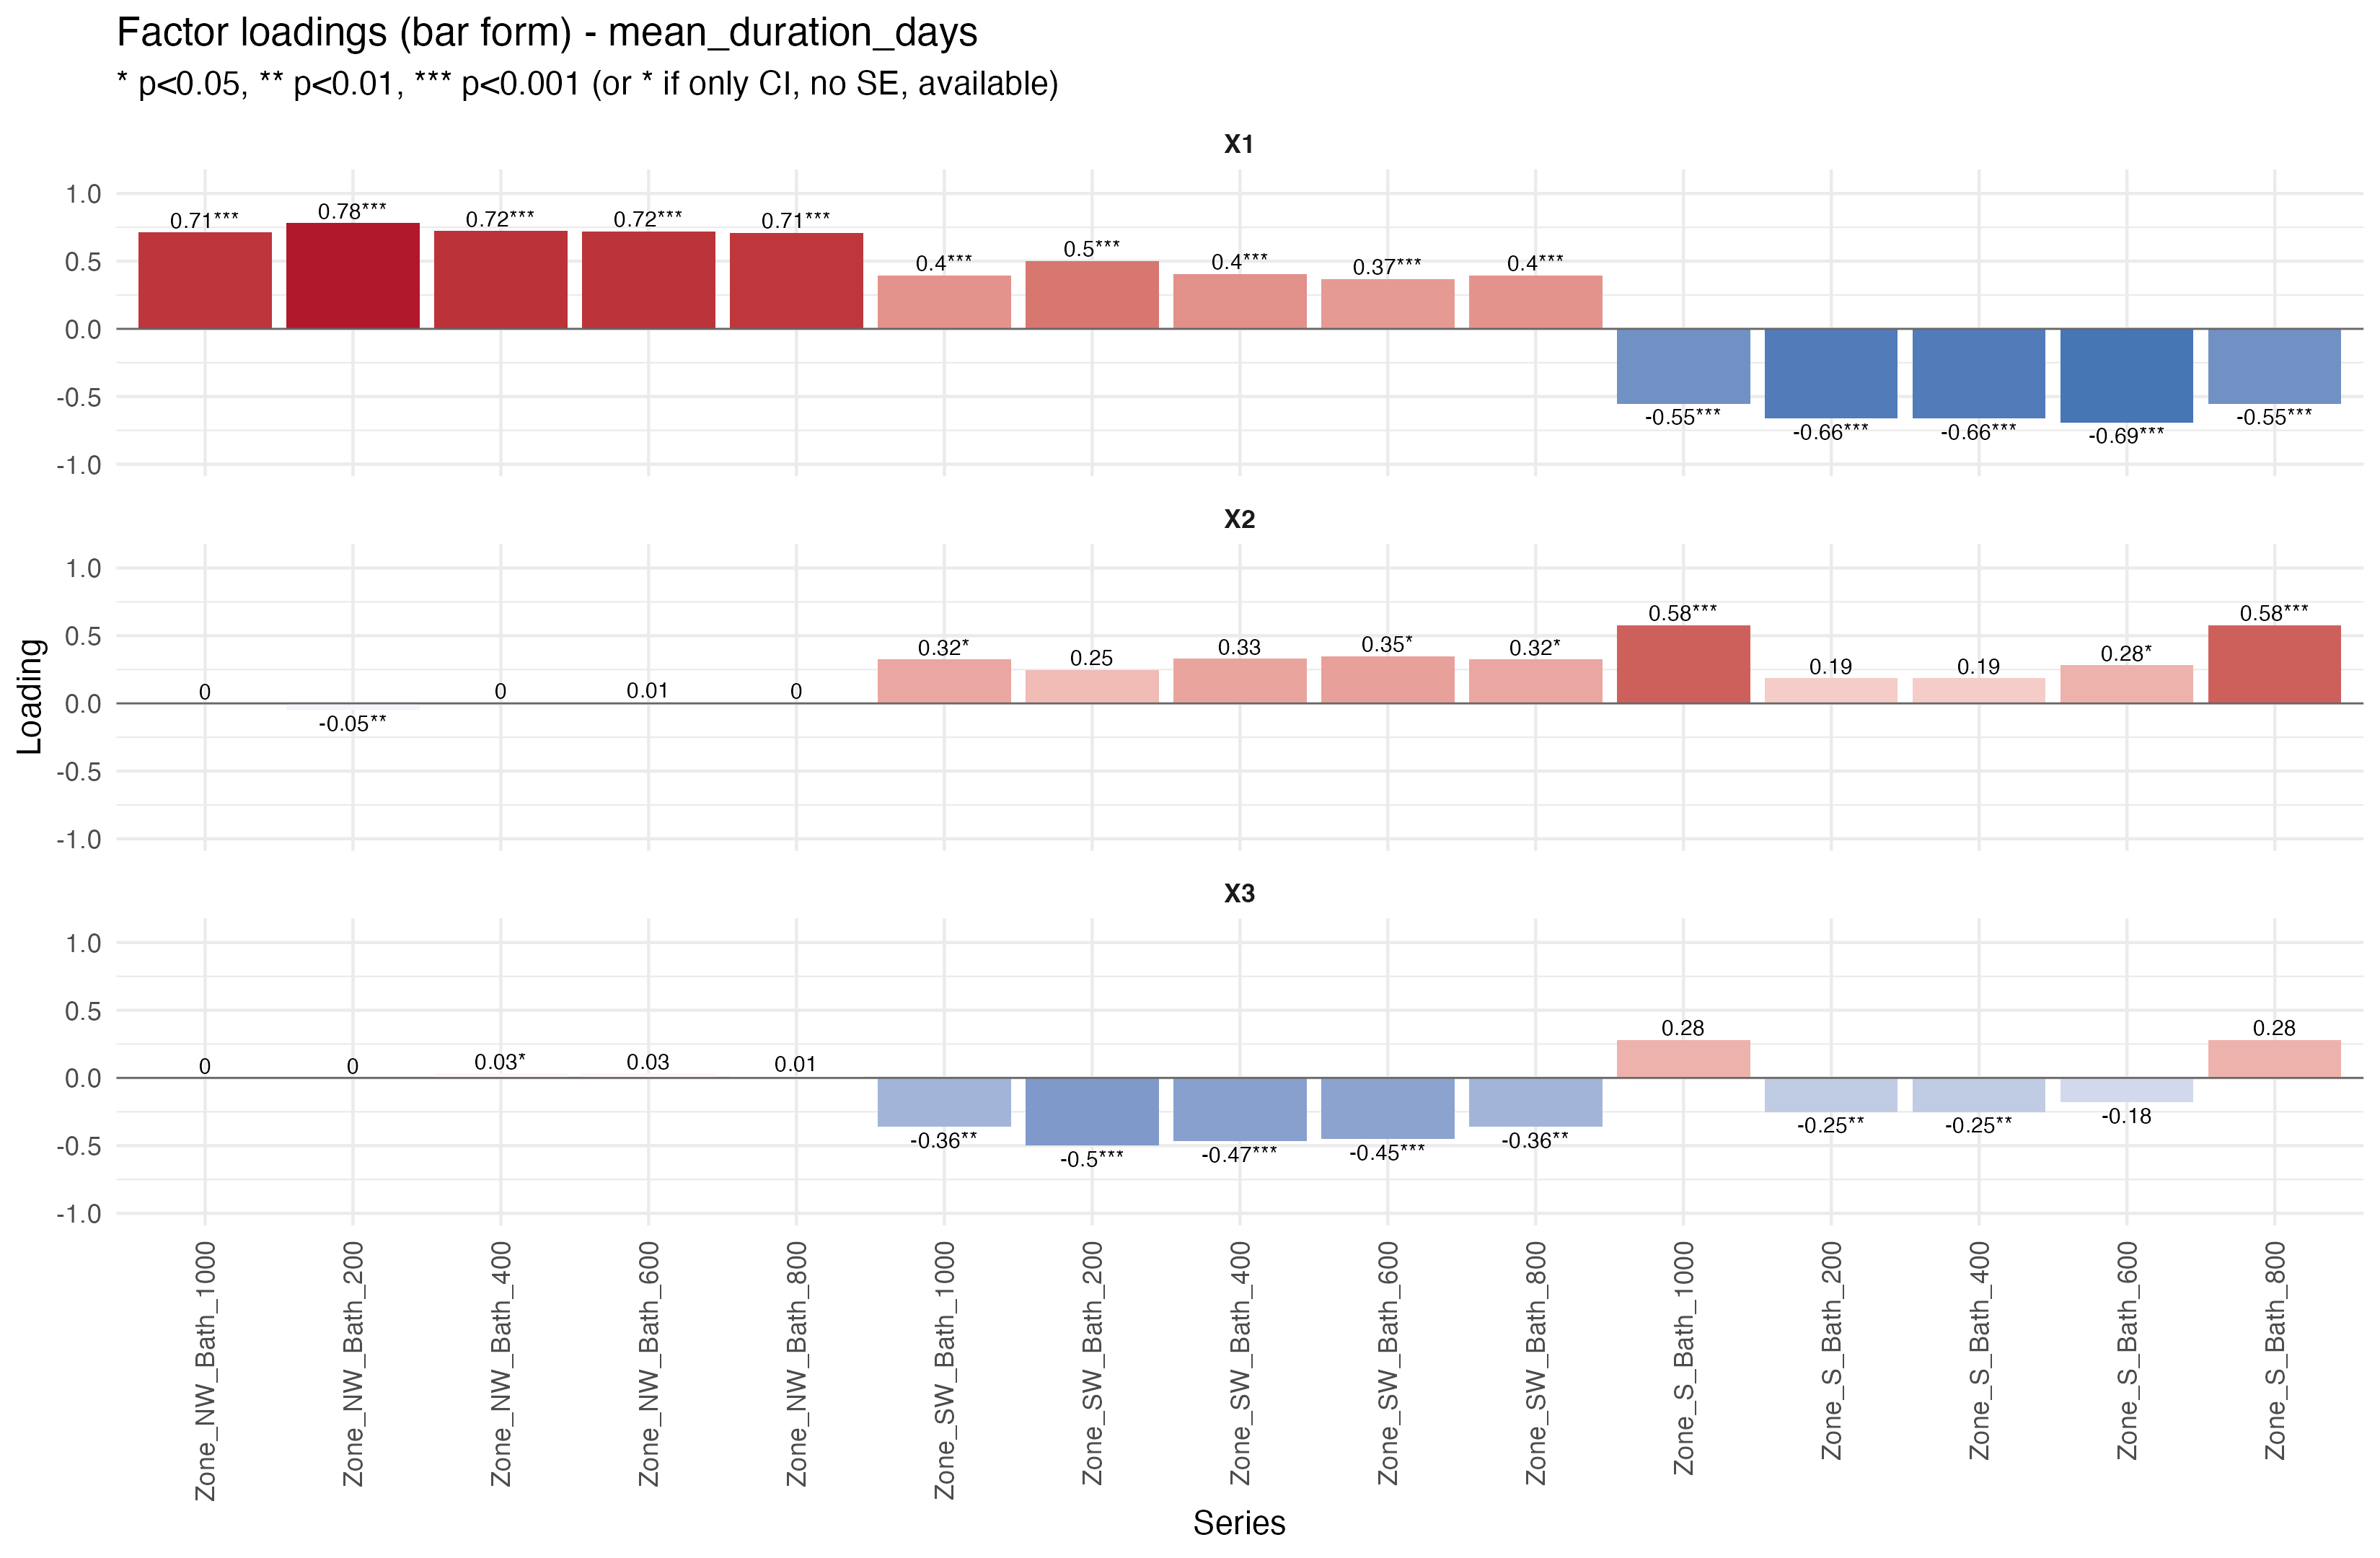 Factor loadings (bar form) - mean_duration_days
* p<0.05, ** p<0.01, *** p<0.001 (or * if only CI, no SE, available)
X1
1.0
0.5
0.0
-0.5
-1.0
0.71*** 0.78*** 0.72*** 0.72*** 0.71*** 0.4*** 0.5*** 0.4*** 0.37*** 0.4*** -0.55*** -0.66*** -0.66*** -0.69*** -0.55***
X2
1.0
0.5
0.0
-0.5
-1.0
0 -0.05** 0 0.01 0 0.32* 0.25 0.33 0.35* 0.32* 0.58*** 0.19 0.19 0.28* 0.58***
Loading
X3
1.0
0.5
0.0
-0.5
-1.0
0 0 0.03* 0.03 0.01 -0.36** -0.5*** -0.47*** -0.45*** -0.36** 0.28 -0.25** -0.25** -0.18 0.28
Zone_NW_Bath_1000
Zone_NW_Bath_200
Zone_NW_Bath_400
Zone_NW_Bath_600
Zone_NW_Bath_800
Zone_SW_Bath_1000
Zone_SW_Bath_200
Zone_SW_Bath_400
Zone_SW_Bath_600
Zone_SW_Bath_800
Zone_S_Bath_1000
Zone_S_Bath_200
Zone_S_Bath_400
Zone_S_Bath_600
Zone_S_Bath_800
Series